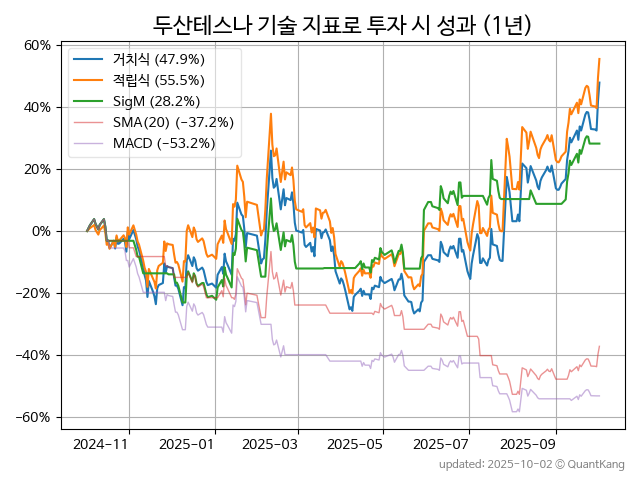 두산테스나 기술 지표로 투자 시 성과 (1년)
60%
40%
20%
0%
−20%
−40%
−60%
거치식 (47.9%)
적립식 (55.5%)
SigM (28.2%)
SMA(20) (−37.2%)
MACD (−53.2%)
2024-11
2025-01
2025-03
2025-05
2025-07
2025-09
updated: 2025-10-02 © QuantKang